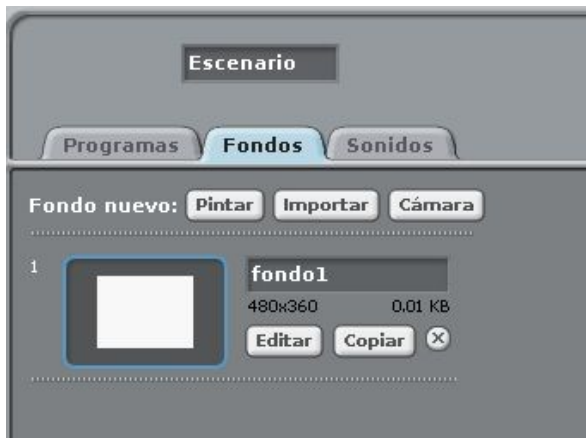 Escenario
Programas Fondos Sonidos
Fondo nuevo: Pintar Importar Cámara
1
fondo1
480x360 0.01 KB
Editar Copiar